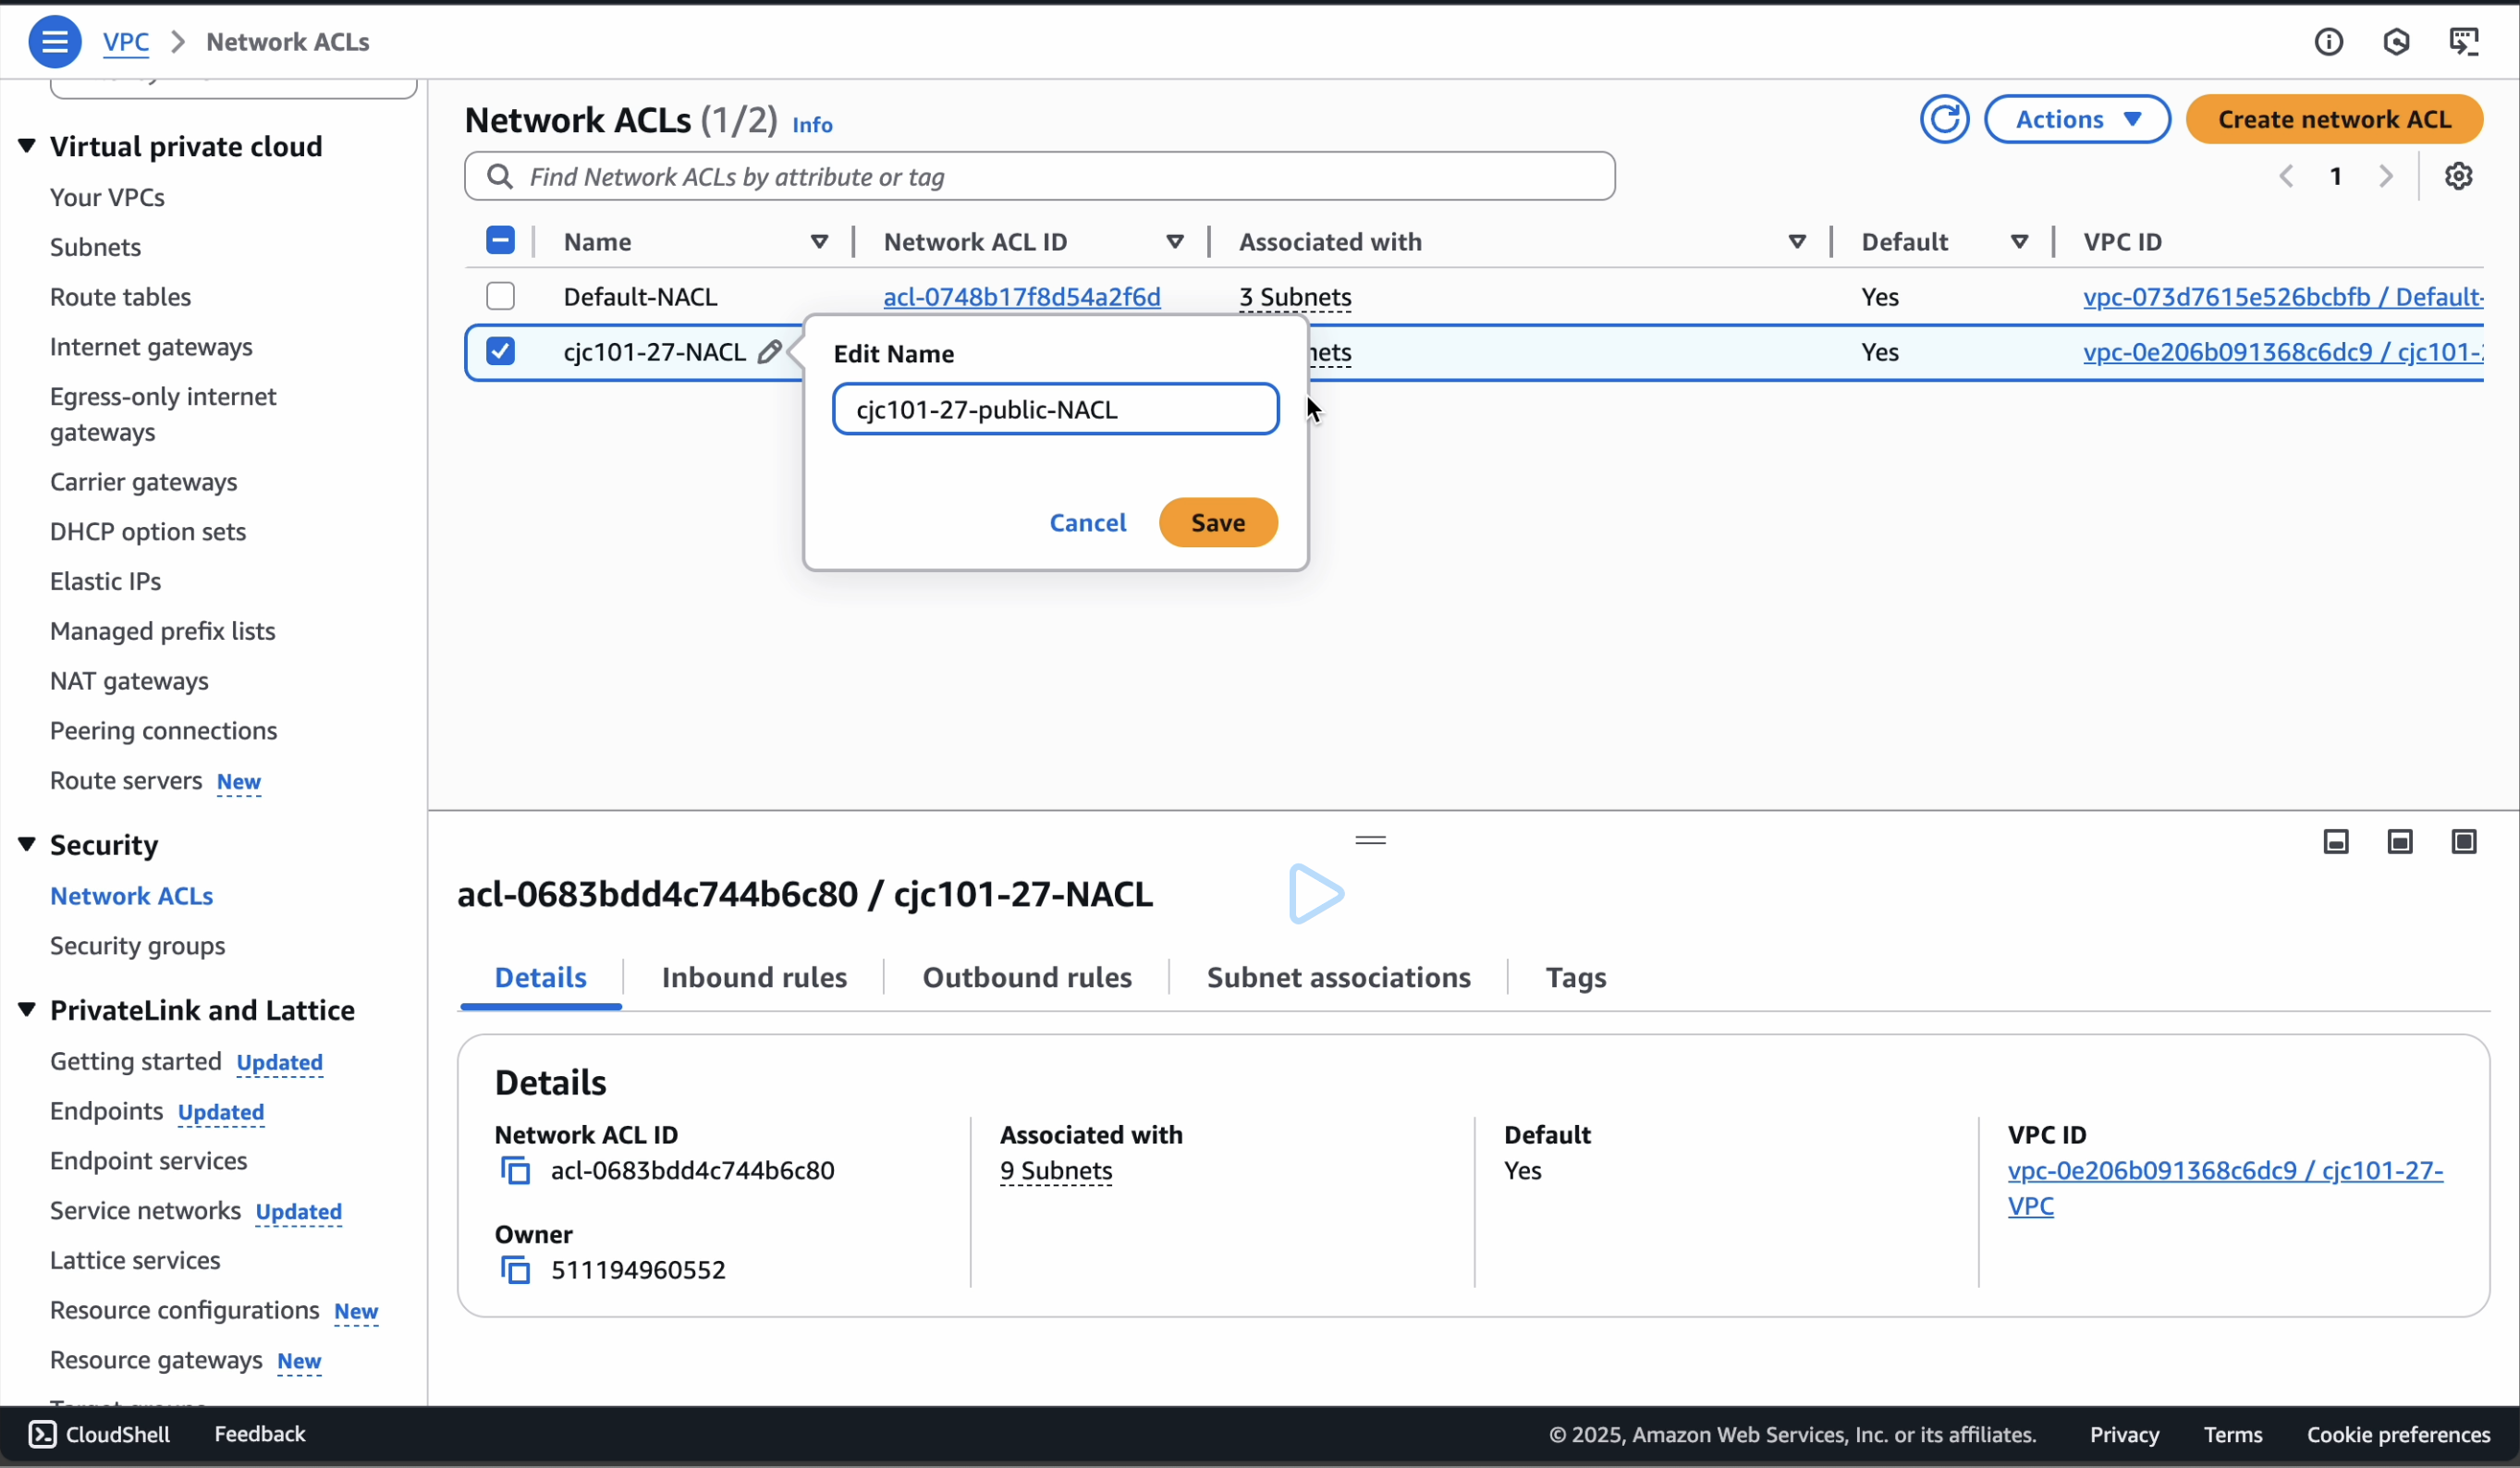 VPC > Network ACLs
Virtual private cloud
Your VPCs
Subnets
Route tables
Internet gateways
Egress-only internet
gateways
Carrier gateways
DHCP option sets
Elastic IPs
Managed prefix lists
NAT gateways
Peering connections
Route servers New
Security
Network ACLs
Security groups
PrivateLink and Lattice
Getting started Updated
Endpoints Updated
Endpoint services
Service networks Updated
Lattice services
Resource configurations New
Resource gateways New
Network ACLs (1/2) Info
Actions
Create network ACL
Find Network ACLs by attribute or tag
1
Name Network ACL ID Associated with Default VPC ID
Default-NACL acl-0748b17f8d54a2f6d 3 Subnets Yes vpc-073d7615e526bcbfb / Default-
cjc101-27-NACL nets Yes vpc-0e206b091368c6dc9 / cjc101-
Edit Name
cjc101-27-public-NACL
Cancel Save
acl-0683bdd4c744b6c80 / cjc101-27-NACL
Details Inbound rules Outbound rules Subnet associations Tags
Details
Network ACL ID
acl-0683bdd4c744b6c80
Associated with
9 Subnets
Default
Yes
VPC ID
vpc-0e206b091368c6dc9 / cjc101-27-
VPC
Owner
511194960552
CloudShell Feedback © 2025, Amazon Web Services, Inc. or its affiliates. Privacy Terms Cookie preferences